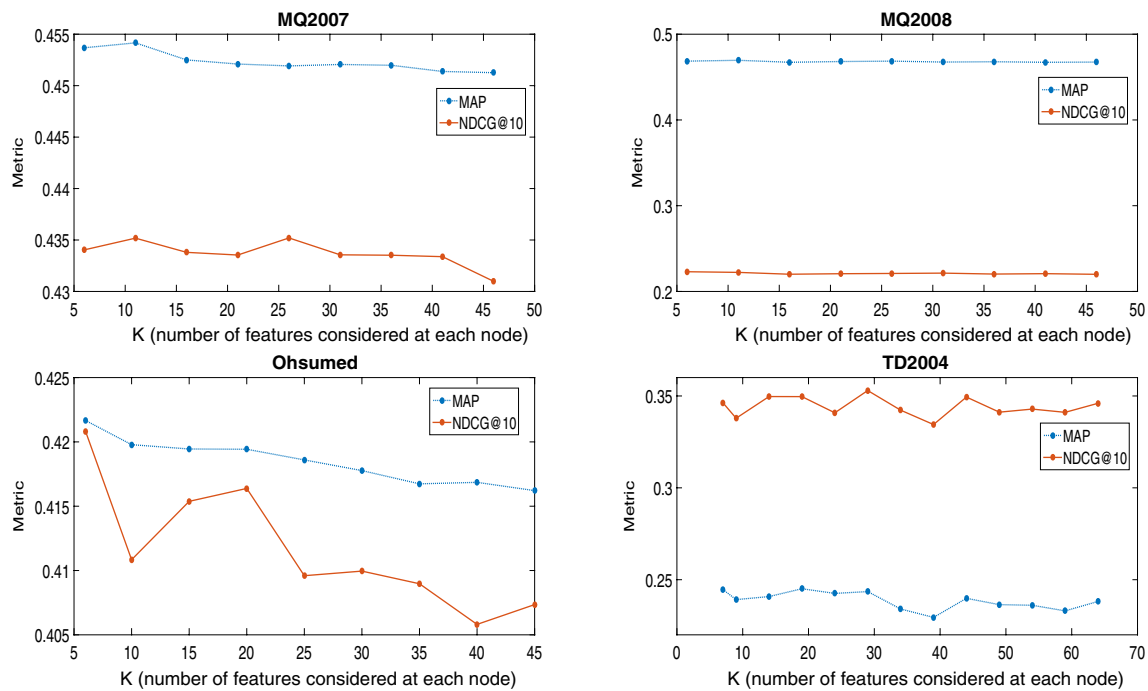 MQ2007
0.455
0.45
0.445
0.44
0.435
0.43
Metric
MAP
NDCG@10
5 10 15 20 25 30 35 40 45 50
K (number of features considered at each node)
MQ2008
0.5
0.4
0.3
0.2
Metric
MAP
NDCG@10
5 10 15 20 25 30 35 40 45 50
K (number of features considered at each node)
Ohsumed
0.425
0.42
0.415
0.41
0.405
Metric
MAP
NDCG@10
5 10 15 20 25 30 35 40 45
K (number of features considered at each node)
TD2004
0.35
0.3
0.25
Metric
MAP
NDCG@10
0 10 20 30 40 50 60 70
K (number of features considered at each node)